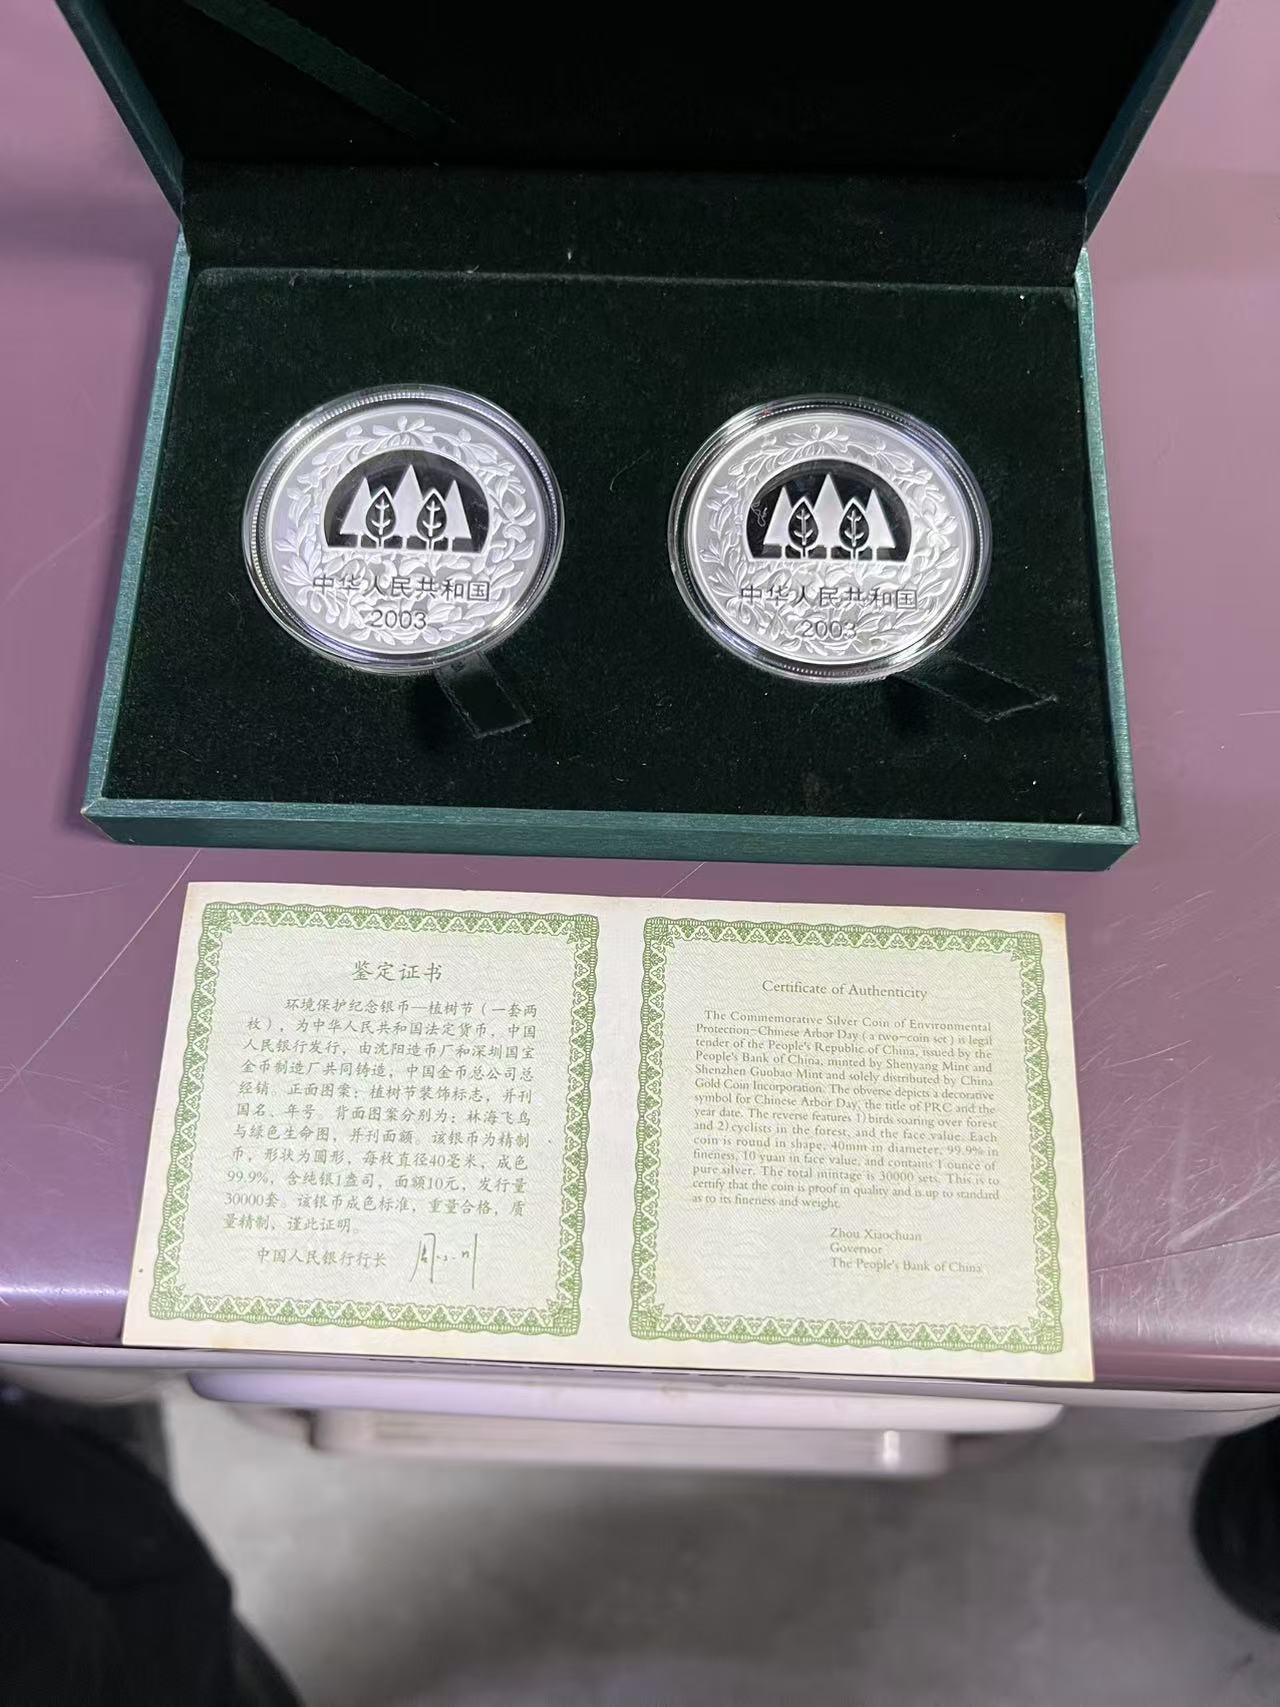 中华人民共和国
2003
中华人民共和国
2003
鉴定证书
环境保护纪念银币—植树节（一套两
枚），为中华人民共和国法定货币，中国
人民银行发行，由沈阳造币厂和深圳国宝
金币制造厂共同铸造，中国金币总公司总
经销。正面图案：植树节装饰标志，并刊
国名、年号。背面图案分别为：林海飞鸟
与绿色生命图，并刊面额。该银币为精制
币，形状为圆形，每枚直径40毫米，成色
99.9%，含纯银1盎司，面额10元，发行量
30000套。该银币成色标准，重量合格，质
量精制，谨此证明。
中国人民银行行长
Certificate of Authenticity
The Commemorative Silver Coin of Environmental
Protection–Chinese Arbor Day (a two–coin set) is legal
tender of the People's Republic of China, issued by the
People's Bank of China, minted by Shenyang Mint and
Shenzhen Guobao Mint and solely distributed by China
Gold Coin Incorporation. The obverse depicts a decorative
symbol for Chinese Arbor Day, the title of PRC and the
year date. The reverse features 1)birds soaring over forest
and 2)cyclists in the forest, and the face value. Each
coin is round in shape, 40mm in diameter, 99.9% in
fineness, 10 yuan in face value, and contains 1 ounce of
pure silver. The total mintage is 30000 sets. This is to
certify that the coin is proof in quality and is up to standard
as to its fineness and weight.
Zhou Xiaochuan
Governor
The People's Bank of China